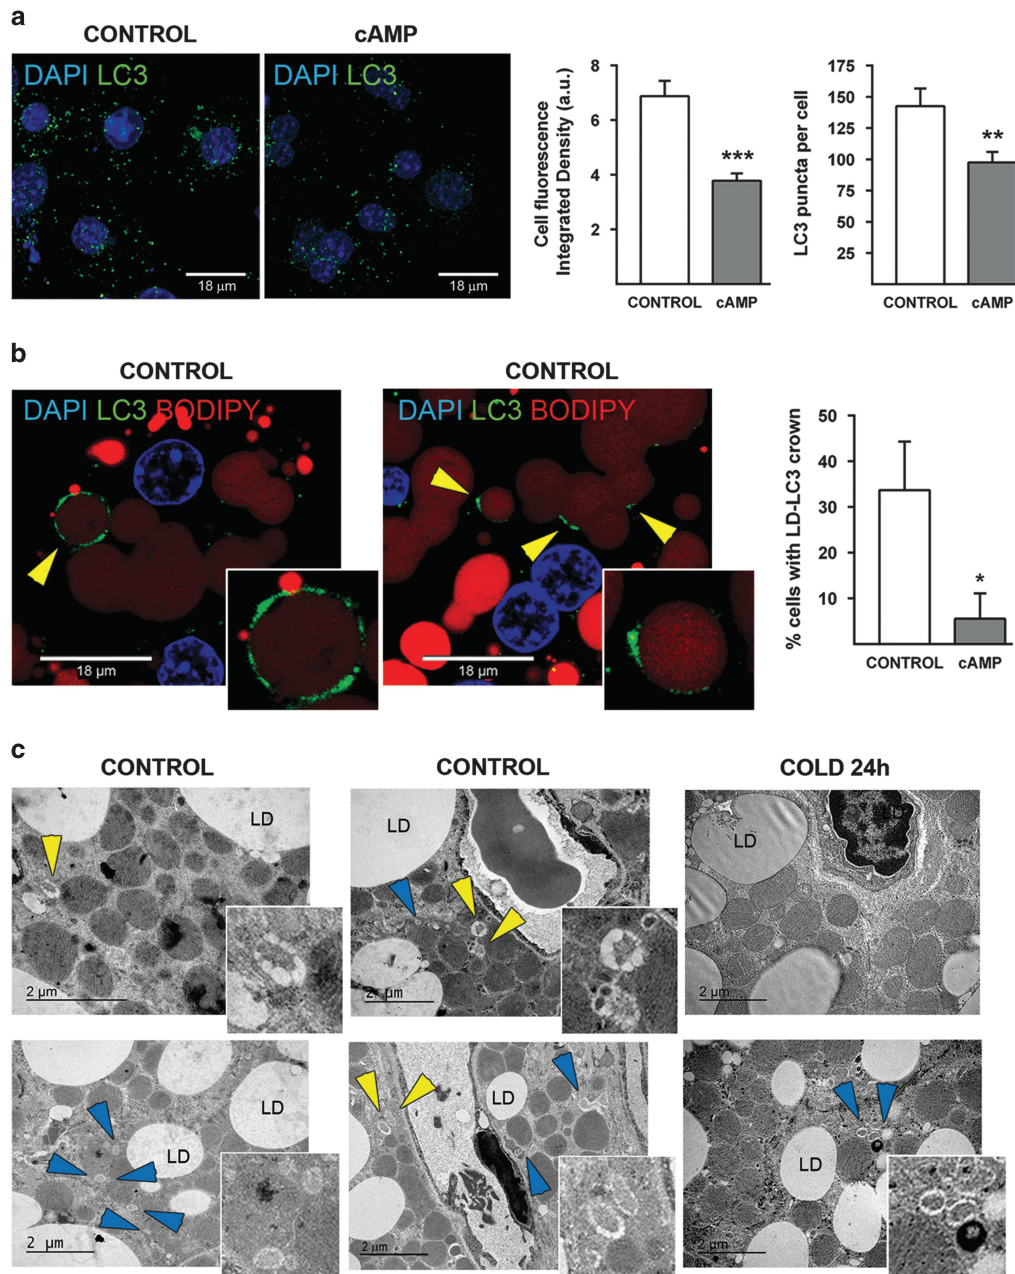 a
CONTROL
cAMP
DAPI LC3
18 µm
DAPI LC3
18 µm
Cell fluorescence
Integrated Density (a.u.)
8
6
4
2
***
CONTROL
cAMP
LC3 puncta per cell
175
150
125
100
75
50
25
**
CONTROL
cAMP
b
CONTROL
CONTROL
DAPI LC3 BODIPY
18 µm
DAPI LC3 BODIPY
18 µm
% cells with LD-LC3 crown
50
40
30
20
10
*
CONTROL
cAMP
c
CONTROL
CONTROL
COLD 24h
LD
2 µm
LD
2 µm
LD
2 µm
LD
LD
2 µm
LD
2 µm
LD
2 µm